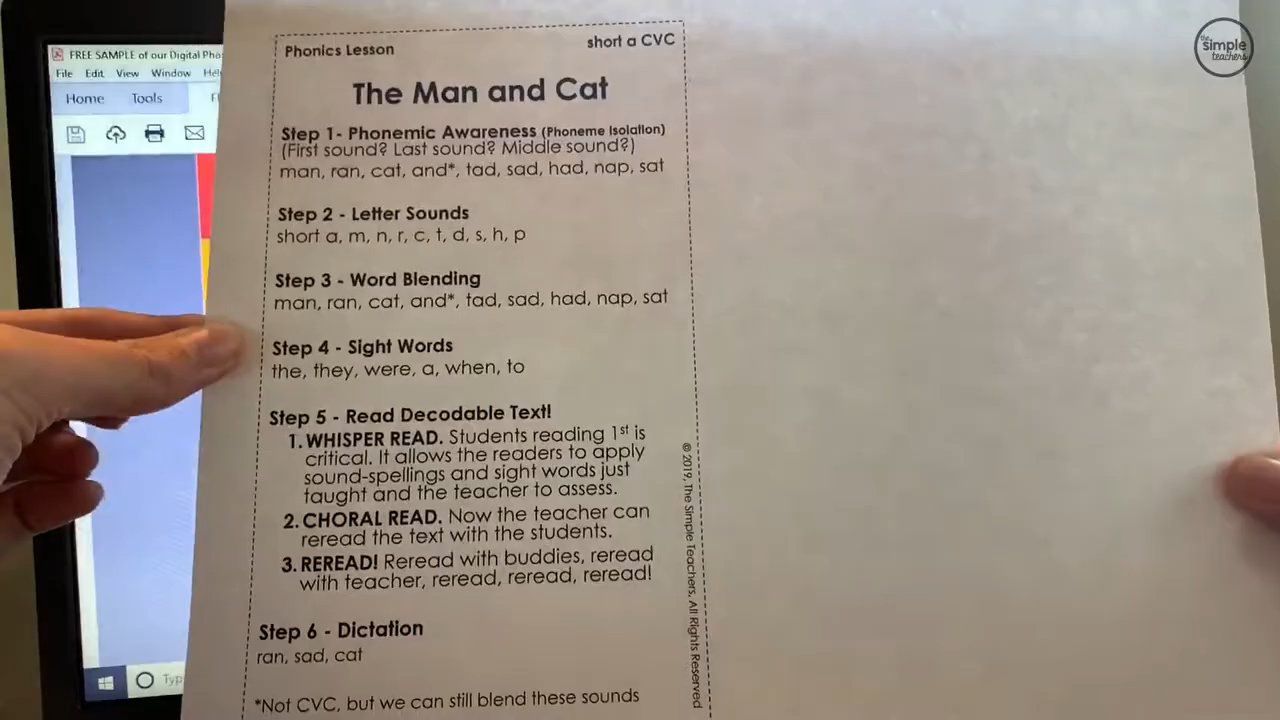 the simple teachers
FREE SAMPLE of our Digital Pho
File Edit View Window Hel
Home Tools
Phonics Lesson
short a CVC
The Man and Cat
Step 1- Phonemic Awareness (Phoneme Isolation)
(First sound? Last sound? Middle sound?)
man, ran, cat, and*, tad, sad, had, nap, sat
Step 2 - Letter Sounds
short a, m, n, r, c, t, d, s, h, p
Step 3 - Word Blending
man, ran, cat, and*, tad, sad, had, nap, sat
Step 4 - Sight Words
the, they, were, a, when, to
Step 5 - Read Decodable Text!
1. WHISPER READ. Students reading 1st is
critical. It allows the readers to apply
sound-spellings and sight words just
taught and the teacher to assess.
2. CHORAL READ. Now the teacher can
reread the text with the students.
3. REREAD! Reread with buddies, reread
with teacher, reread, reread, reread!
Step 6 - Dictation
ran, sad, cat
*Not CVC, but we can still blend these sounds
© 2019, The Simple Teachers, All Rights Reserved
Typ